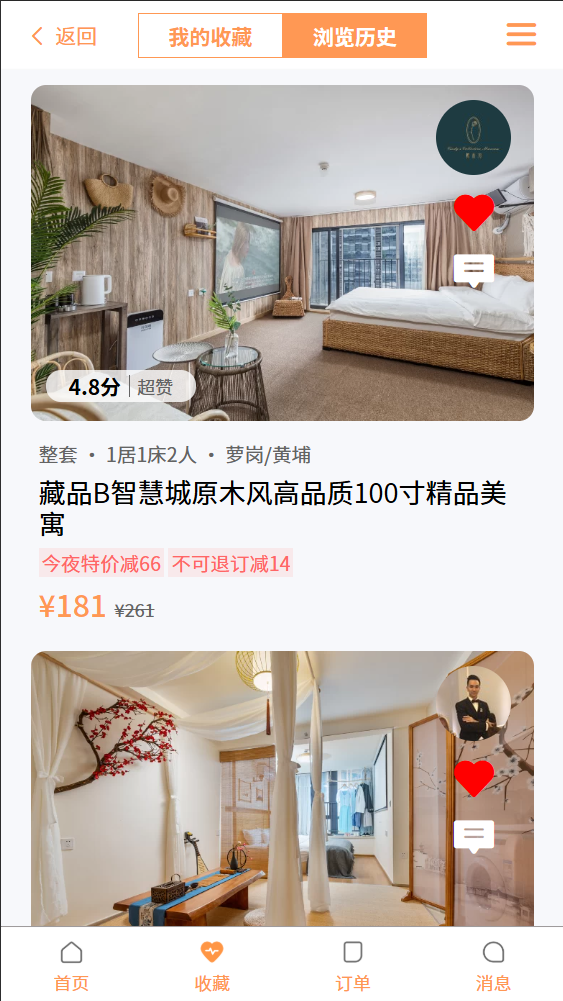 返回
我的收藏
浏览历史
4.8分
超赞
整套 · 1居1床2人 · 萝岗/黄埔
藏品B智慧城原木风高品质100寸精品美
寓
今夜特价减66 不可退订减14
¥181 ¥261
首页
收藏
订单
消息